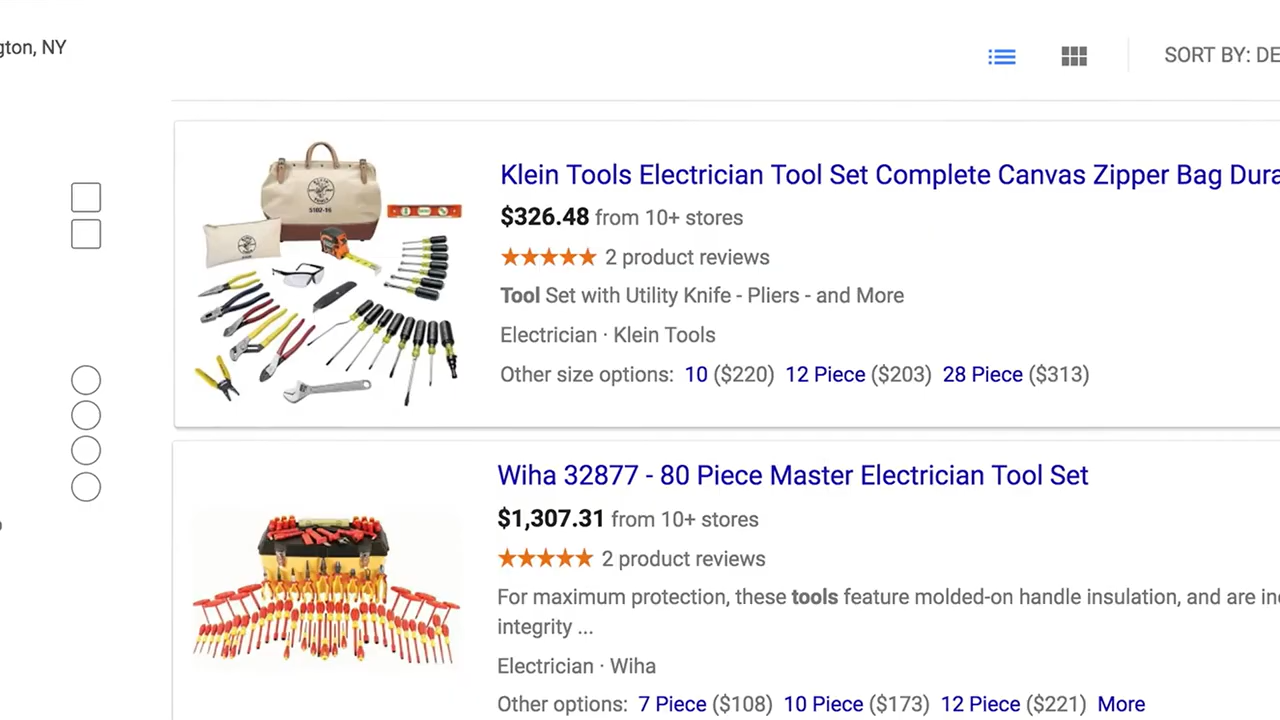 gton, NY
SORT BY: DE
Klein Tools Electrician Tool Set Complete Canvas Zipper Bag Dura
$326.48 from 10+ stores
2 product reviews
Tool Set with Utility Knife - Pliers - and More
Electrician · Klein Tools
Other size options: 10 ($220) 12 Piece ($203) 28 Piece ($313)
5102-16
Wiha 32877 - 80 Piece Master Electrician Tool Set
$1,307.31 from 10+ stores
2 product reviews
For maximum protection, these tools feature molded-on handle insulation, and are in
integrity ...
Electrician · Wiha
Other options: 7 Piece ($108) 10 Piece ($173) 12 Piece ($221) More